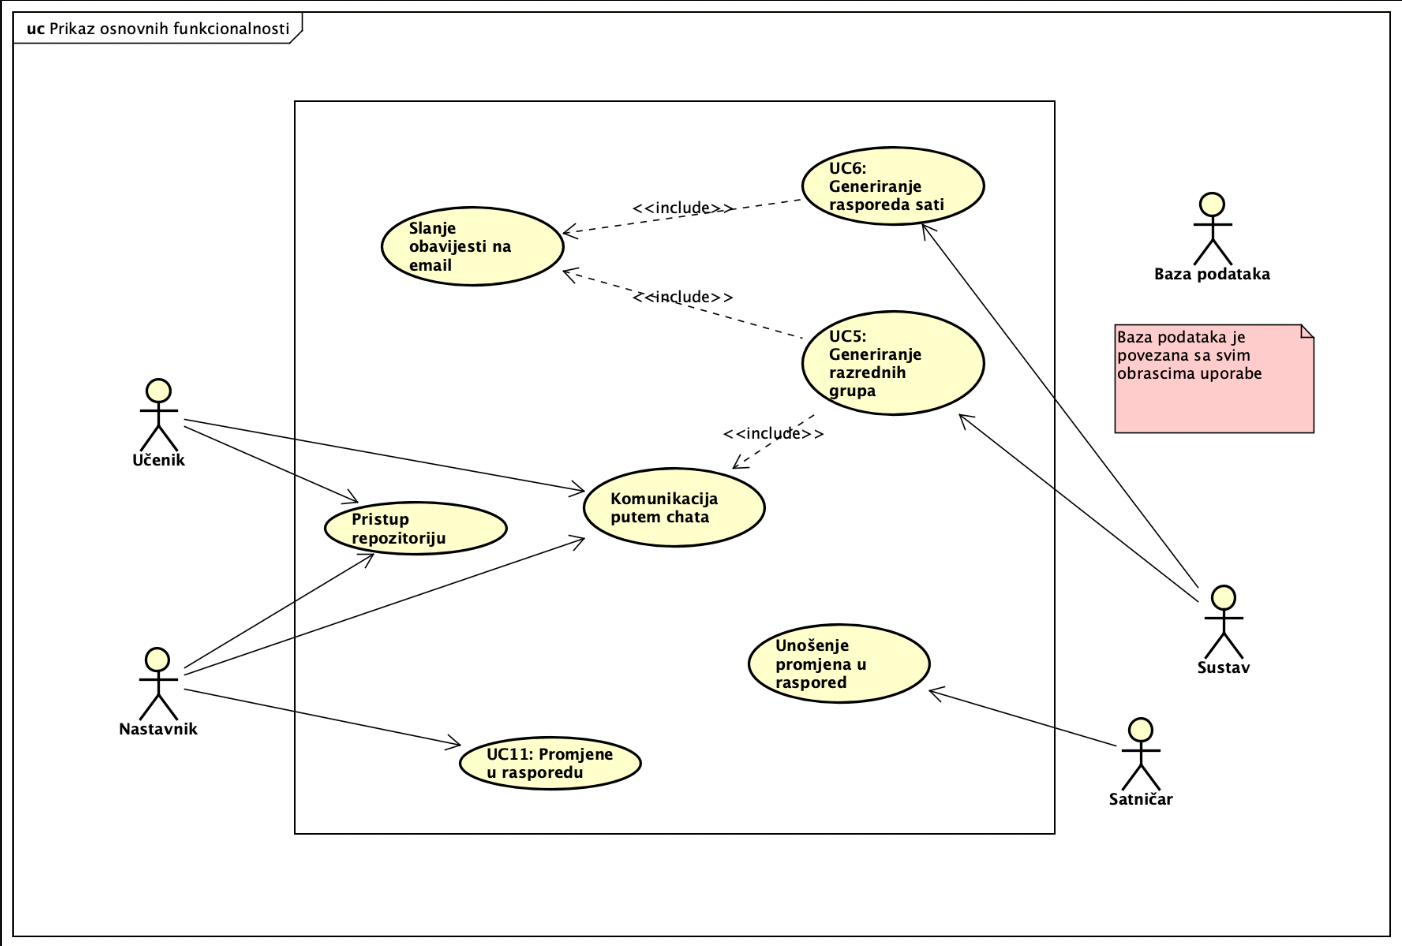 uc Prikaz osnovnih funkcionalnosti
UC6:
Generiranje
rasporeda sati
<<include>>
Slanje
obavijesti na
email
Baza podataka
<<include>>
UC5:
Generiranje
razrednih
grupa
Baza podataka je
povezana sa svim
obrascima uporabe
<<include>>
Učenik
Komunikacija
putem chata
Pristup
repozitoriju
Unošenje
promjena u
raspored
Sustav
Nastavnik
UC11: Promjene
u rasporedu
Satničar